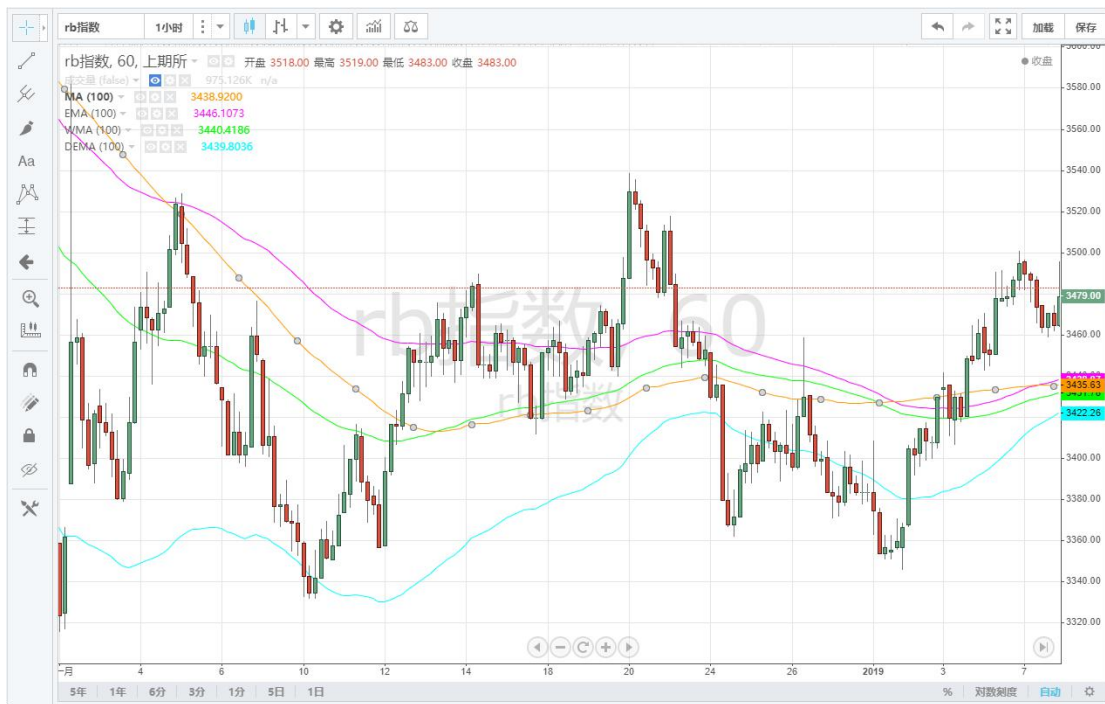 rb指数 1小时 加载 保存
rb指数, 60, 上期所 开盘 3518.00 最高 3519.00 最低 3483.00 收盘 3483.00
收盘
成交量 (false) 975.126K n/a
MA (100) 3438.9200
EMA (100) 3446.1073
WMA (100) 3440.4186
DEMA (100) 3439.8036
Aa
rb指数, 60
rb指数
3580.00
3560.00
3540.00
3520.00
3500.00
3479.00
3460.00
3435.63
3422.26
3400.00
3380.00
3360.00
3340.00
3320.00
一月 4 6 10 12 14 18 20 24 26 2019 3 7
5年 1年 6分 3分 1分 5日 1日 % 对数刻度 自动